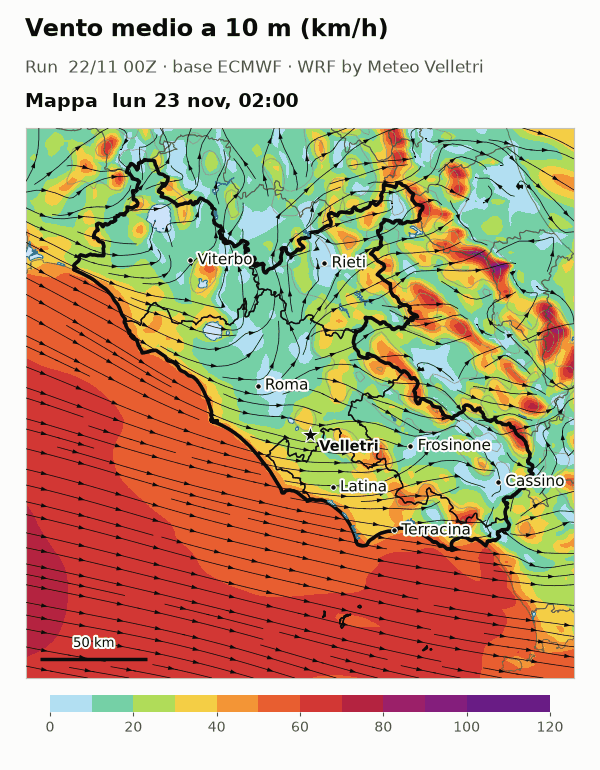 Vento medio a 10 m (km/h)
Run 22/11 00Z · base ECMWF · WRF by Meteo Velletri
Mappa lun 23 nov, 02:00
Viterbo
Rieti
Roma
Velletri
Frosinone
Latina
Cassino
Terracina
50 km
0 20 40 60 80 100 120